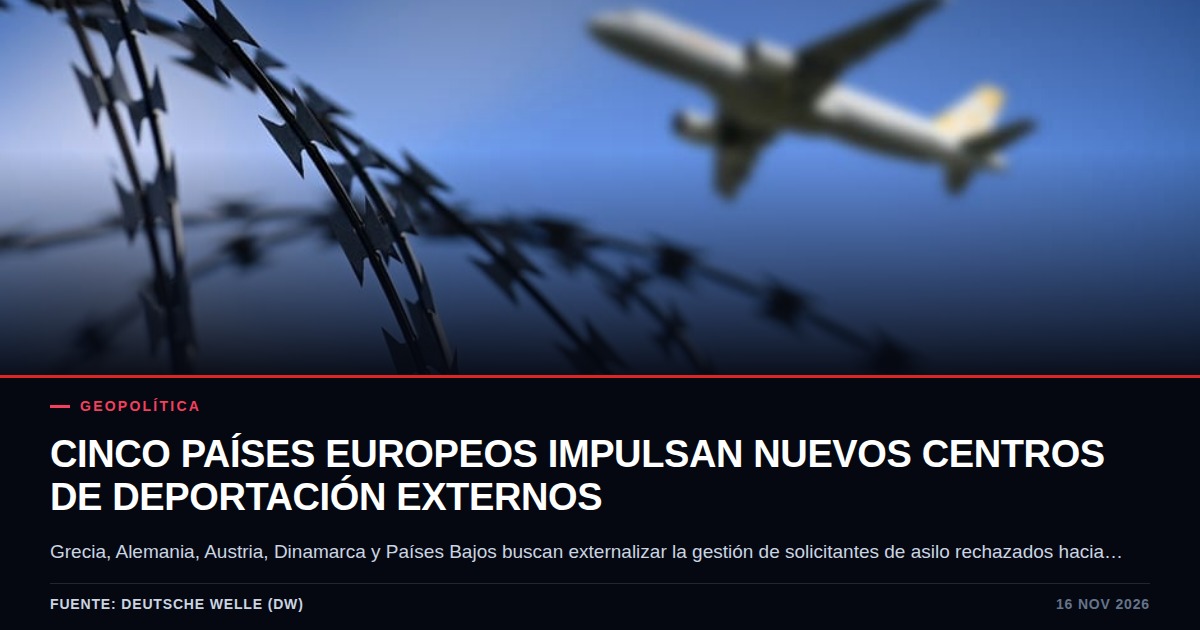 GEOPOLÍTICA
CINCO PAÍSES EUROPEOS IMPULSAN NUEVOS CENTROS
DE DEPORTACIÓN EXTERNOS
Grecia, Alemania, Austria, Dinamarca y Países Bajos buscan externalizar la gestión de solicitantes de asilo rechazados hacia…
FUENTE: DEUTSCHE WELLE (DW)
16 NOV 2026